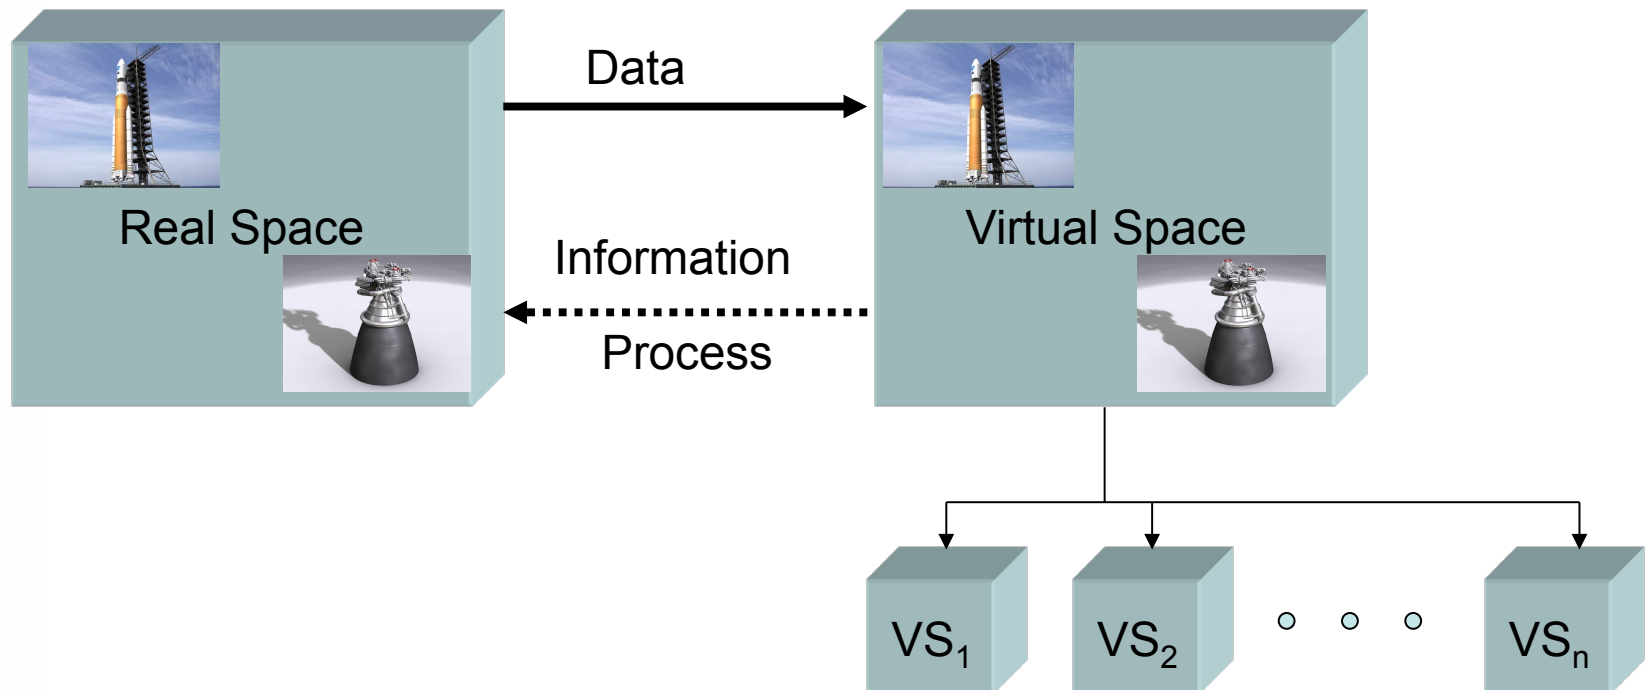 Data
Real Space
Virtual Space
Information
Process
VS₁
VS₂
VSₙ